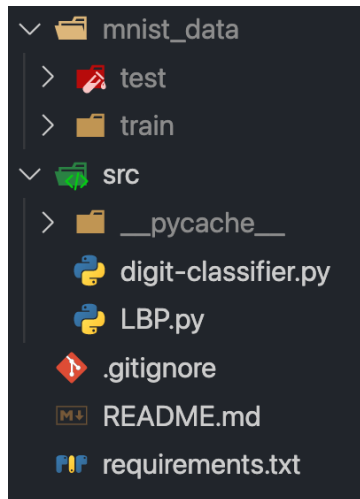 mnist_data
test
train
src
__pycache__
digit-classifier.py
LBP.py
.gitignore
README.md
requirements.txt